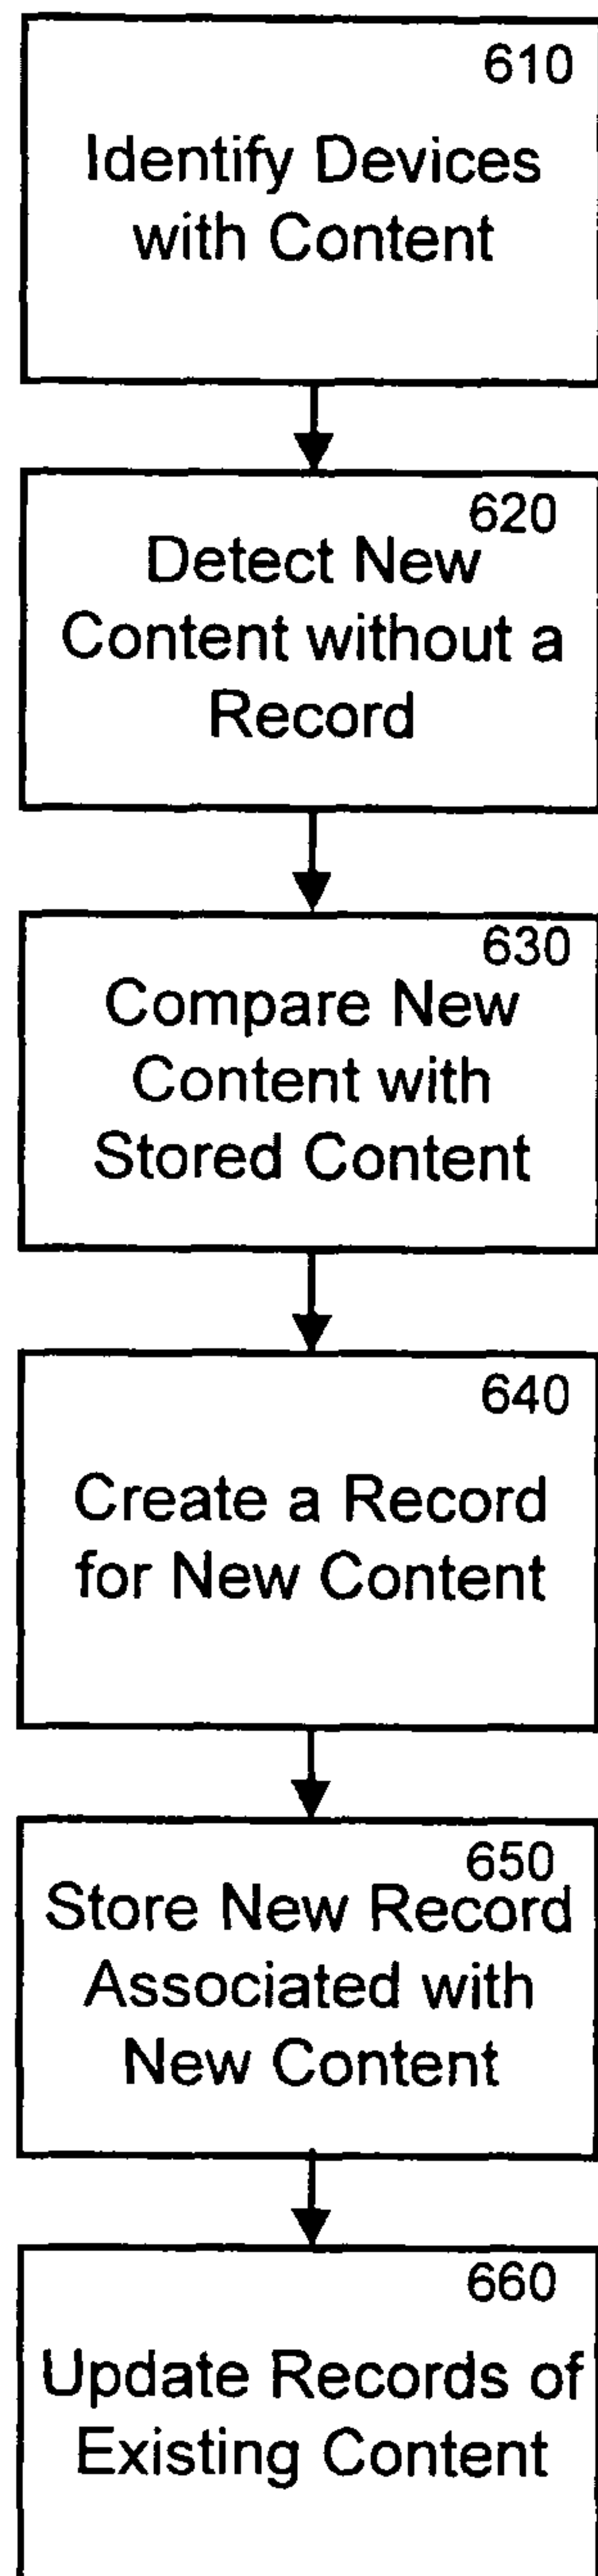 610
Identify Devices
with Content
620
Detect New
Content without a
Record
630
Compare New
Content with
Stored Content
640
Create a Record
for New Content
650
Store New Record
Associated with
New Content
660
Update Records of
Existing Content